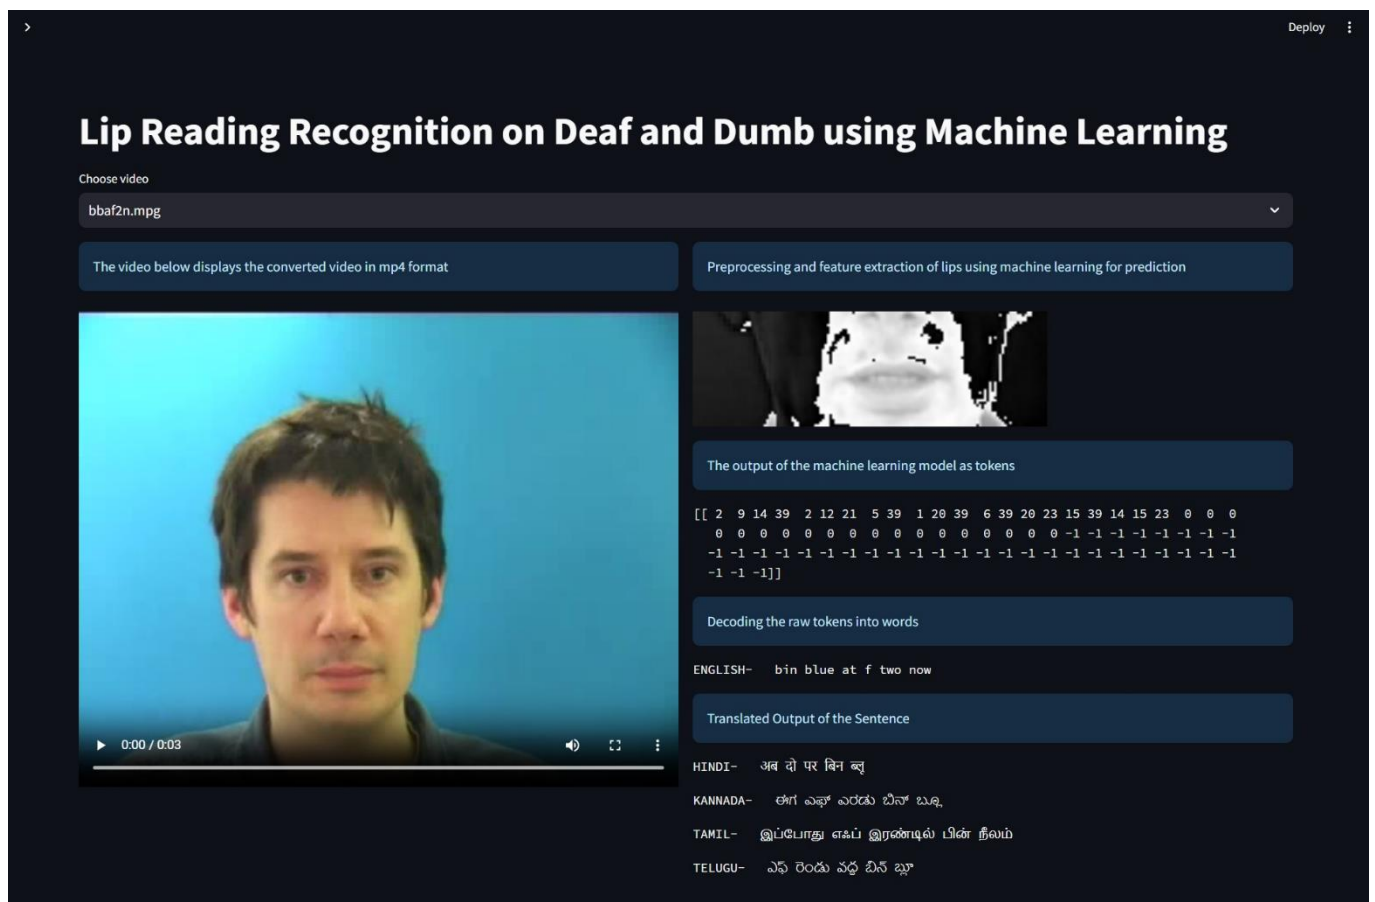 Deploy
Lip Reading Recognition on Deaf and Dumb using Machine Learning
Choose video
bbaf2n.mpg
The video below displays the converted video in mp4 format
0:00 / 0:03
Preprocessing and feature extraction of lips using machine learning for prediction
The output of the machine learning model as tokens
[[ 2 9 14 39 2 12 21 5 39 1 20 39 6 39 20 23 15 39 14 15 23 0 0 0
0 0 0 0 0 0 0 0 0 0 0 0 0 0 0 0 -1 -1 -1 -1 -1 -1 -1 -1
-1 -1 -1 -1 -1 -1 -1 -1 -1 -1 -1 -1 -1 -1 -1 -1 -1 -1 -1 -1 -1 -1 -1 -1
-1 -1 -1]]
Decoding the raw tokens into words
ENGLISH- bin blue at f two now
Translated Output of the Sentence
HINDI- अब दो पर बिन ब्लू
KANNADA- ಈಗ ಎಫ್ ಎರಡು ಬಿನ್ ಬ್ಲೂ
TAMIL- இப்போது எஃப் இரண்டில் பின் நீலம்
TELUGU- ఎఫ్ రెండు వద్ద బిన్ బ్లూ